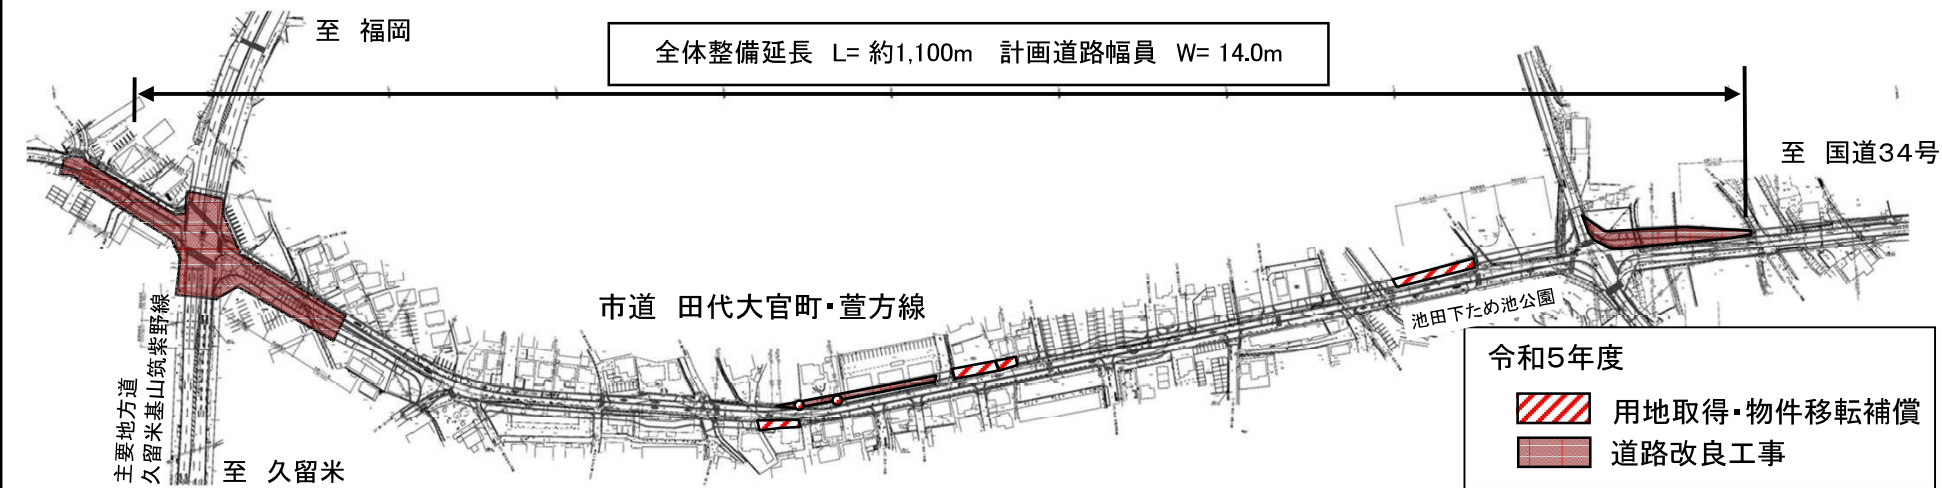 至 福岡
全体整備延長 L= 約1,100m 計画道路幅員 W= 14.0m
至 国道34号
市道 田代大官町・萱方線
池田下ため池公園
主要地方道
久留米基山筑紫野線
至 久留米
令和5年度
用地取得・物件移転補償
道路改良工事